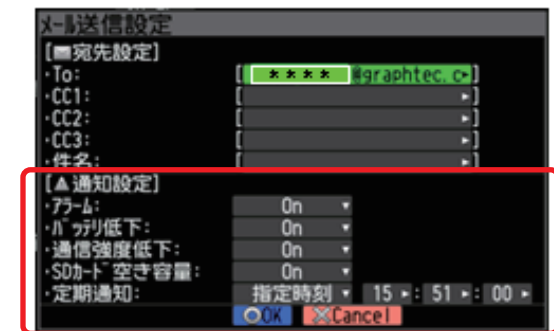 ﾒｰﾙ送信設定
[✉宛先設定]
･To: [ **** @graphtec.c▸]
･CC1: [ ▸]
･CC2: [ ▸]
･CC3: [ ▸]
･件名: [ ▸]
[▲通知設定]
･ｱﾗｰﾑ: On ▾
･ﾊﾞｯﾃﾘ低下: On ▾
･通信強度低下: On ▾
･SDｶｰﾄﾞ空き容量: On ▾
･定期通知: 指定時刻 ▾ 15 ▸: 51 ▸: 00 ▸
OK Cancel